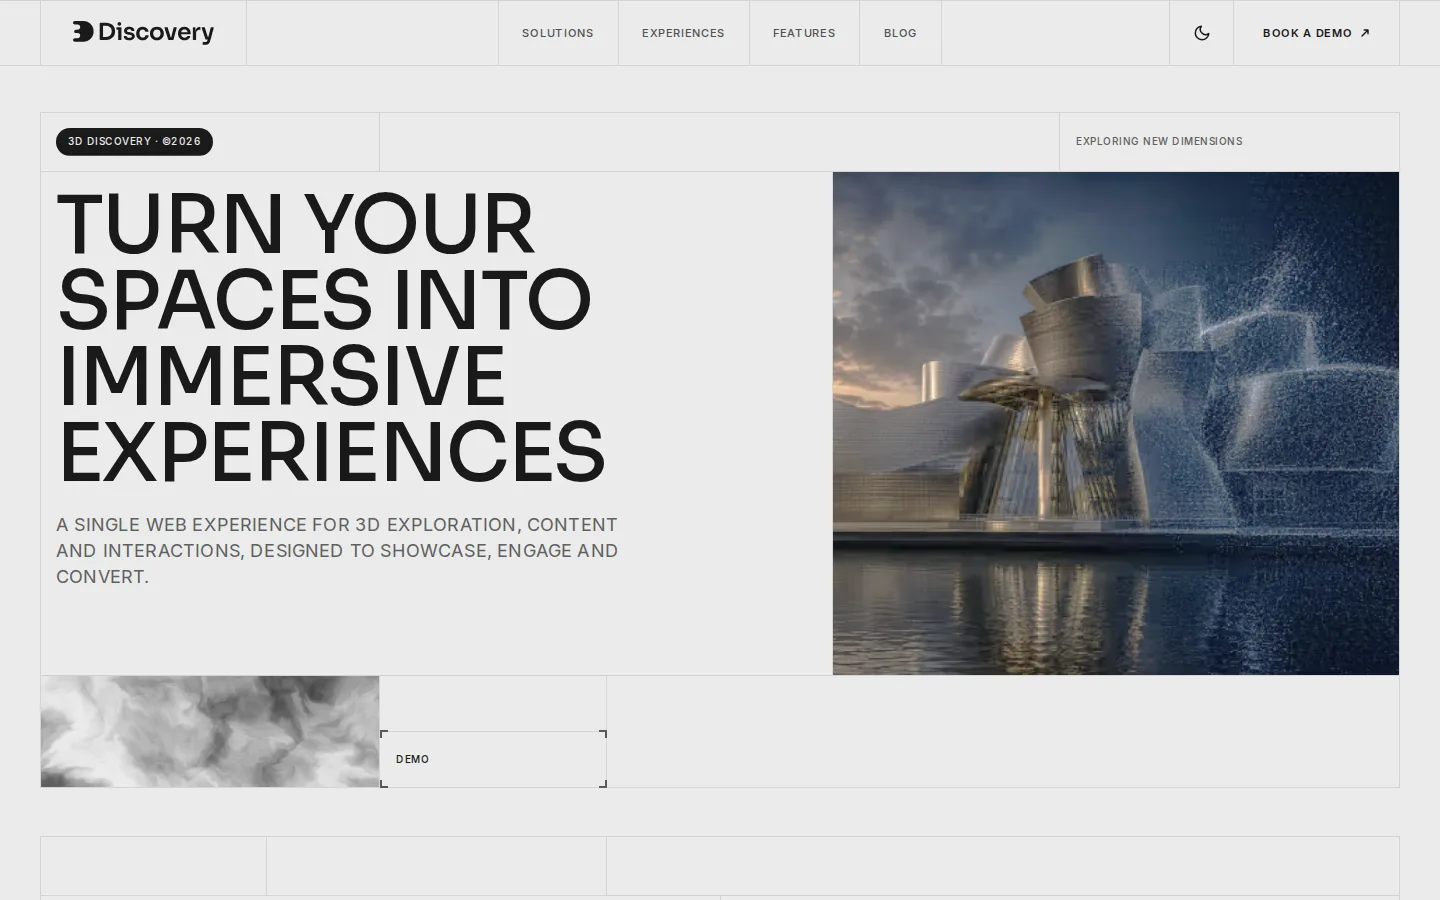 Discovery
SOLUTIONS
EXPERIENCES
FEATURES
BLOG
BOOK A DEMO
3D DISCOVERY · ©2026
EXPLORING NEW DIMENSIONS
TURN YOUR
SPACES INTO
IMMERSIVE
EXPERIENCES
A SINGLE WEB EXPERIENCE FOR 3D EXPLORATION, CONTENT
AND INTERACTIONS, DESIGNED TO SHOWCASE, ENGAGE AND
CONVERT.
DEMO